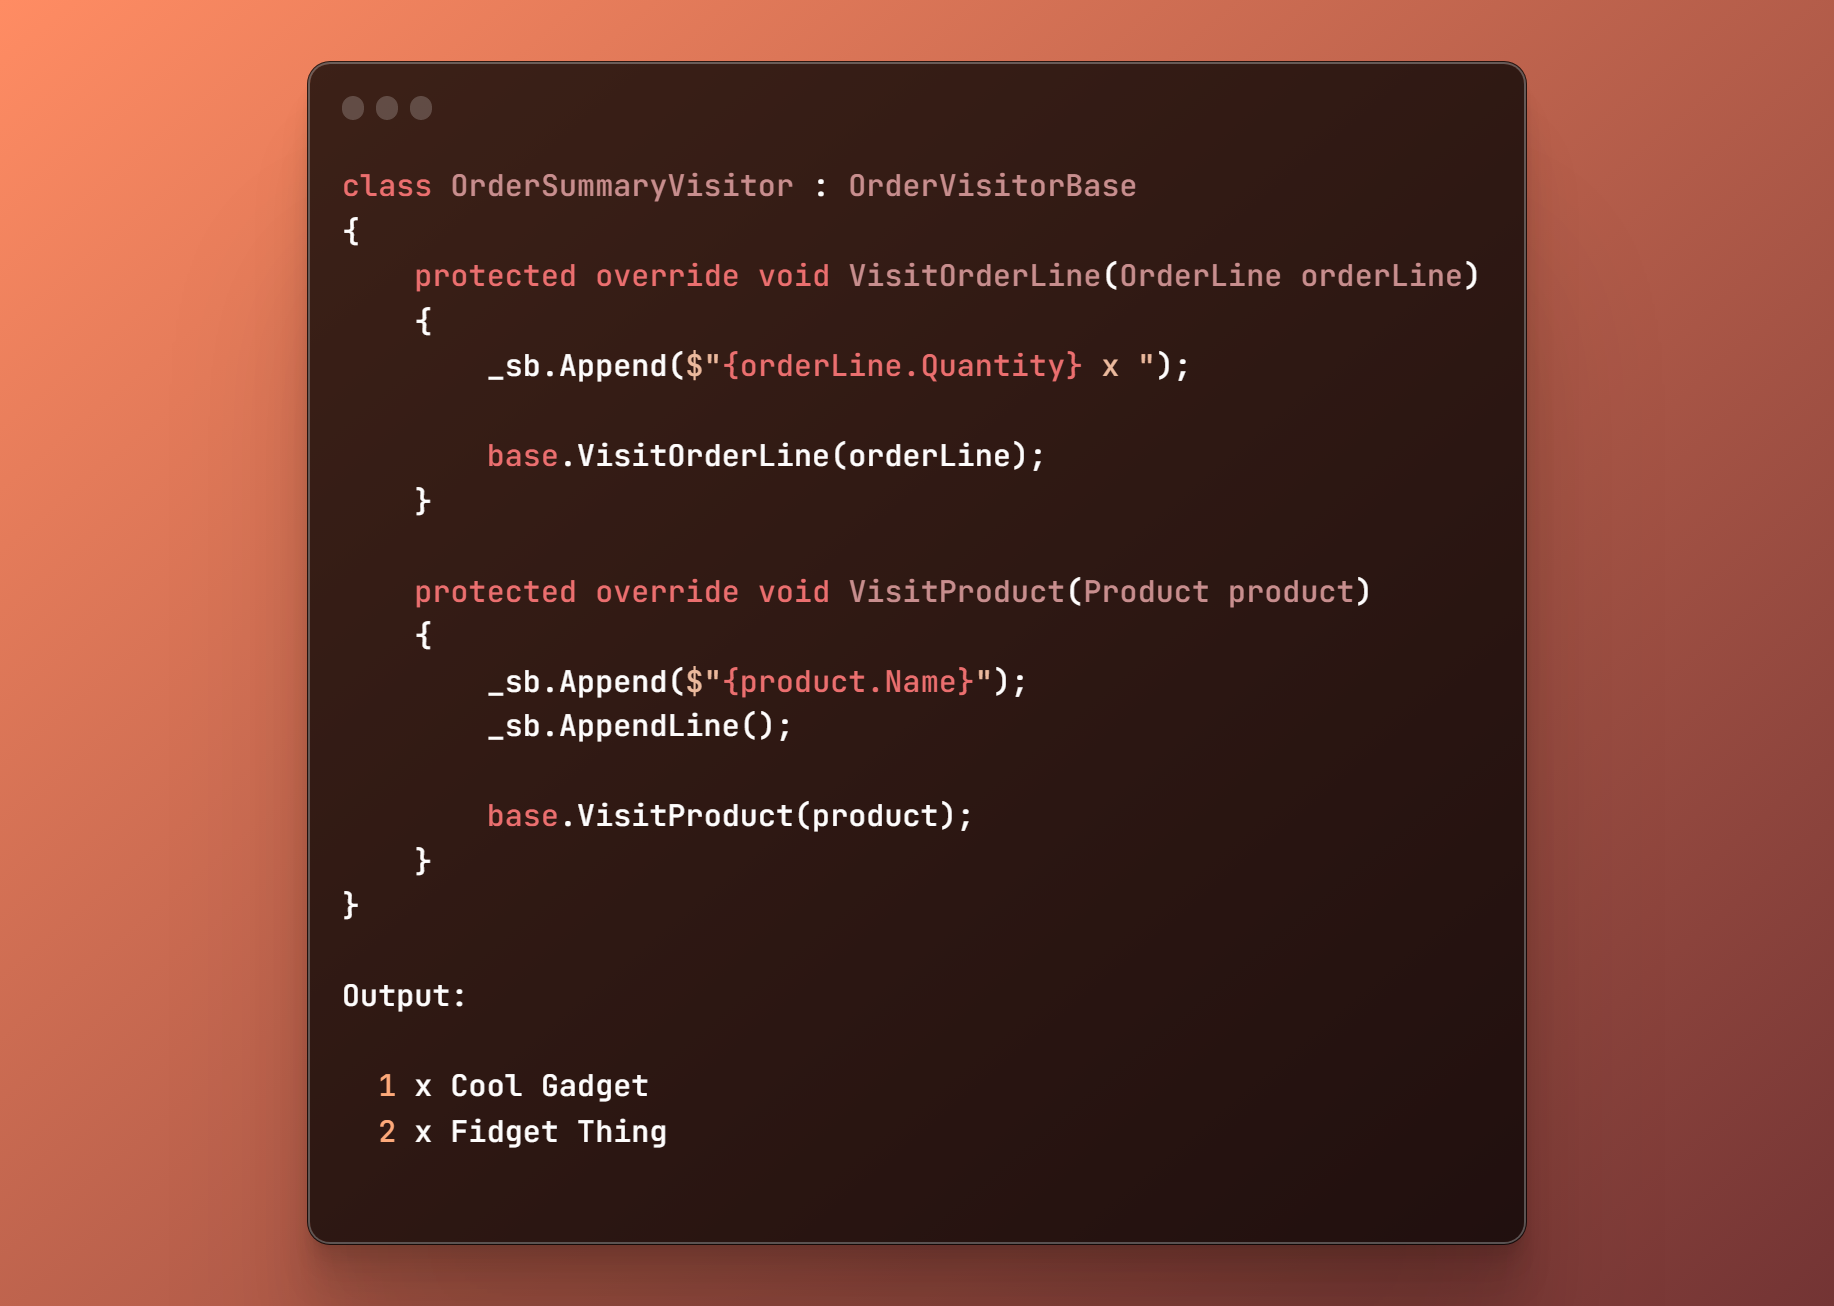 class OrderSummaryVisitor : OrderVisitorBase
{
    protected override void VisitOrderLine(OrderLine orderLine)
    {
        _sb.Append($"{orderLine.Quantity} x ");

        base.VisitOrderLine(orderLine);
    }

    protected override void VisitProduct(Product product)
    {
        _sb.Append($"{product.Name}");
        _sb.AppendLine();

        base.VisitProduct(product);
    }
}

Output:

  1 x Cool Gadget
  2 x Fidget Thing